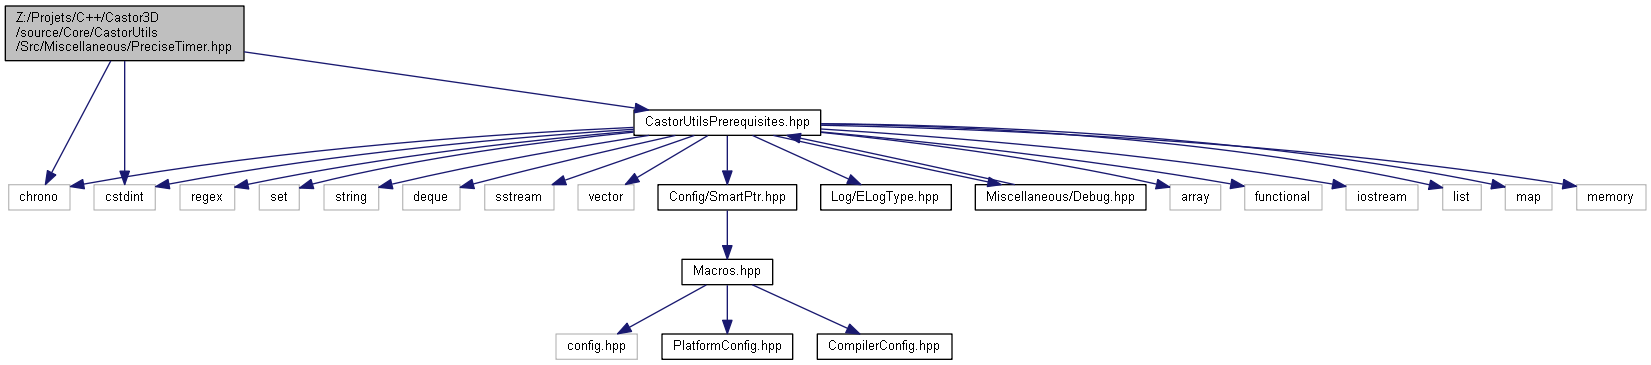 Z:/Projets/C++/Castor3D
/source/Core/CastorUtils
/Src/Miscellaneous/PreciseTimer.hpp
CastorUtilsPrerequisites.hpp
chrono
cstdint
regex
set
string
deque
sstream
vector
Config/SmartPtr.hpp
Log/ELogType.hpp
Miscellaneous/Debug.hpp
array
functional
iostream
list
map
memory
Macros.hpp
config.hpp
PlatformConfig.hpp
CompilerConfig.hpp